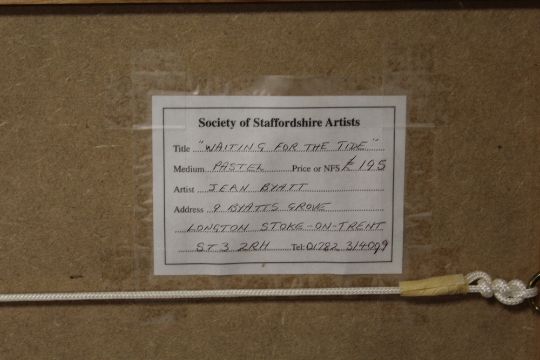 Society of Staffordshire Artists
Title "WAITING FOR THE TIDE"
Medium PASTEL Price or NFS £195
Artist JEAN BYATT
Address 9 BYATTS GROVE
LONGTON STOKE-ON-TRENT
ST3 2RH Tel: 01782 314099